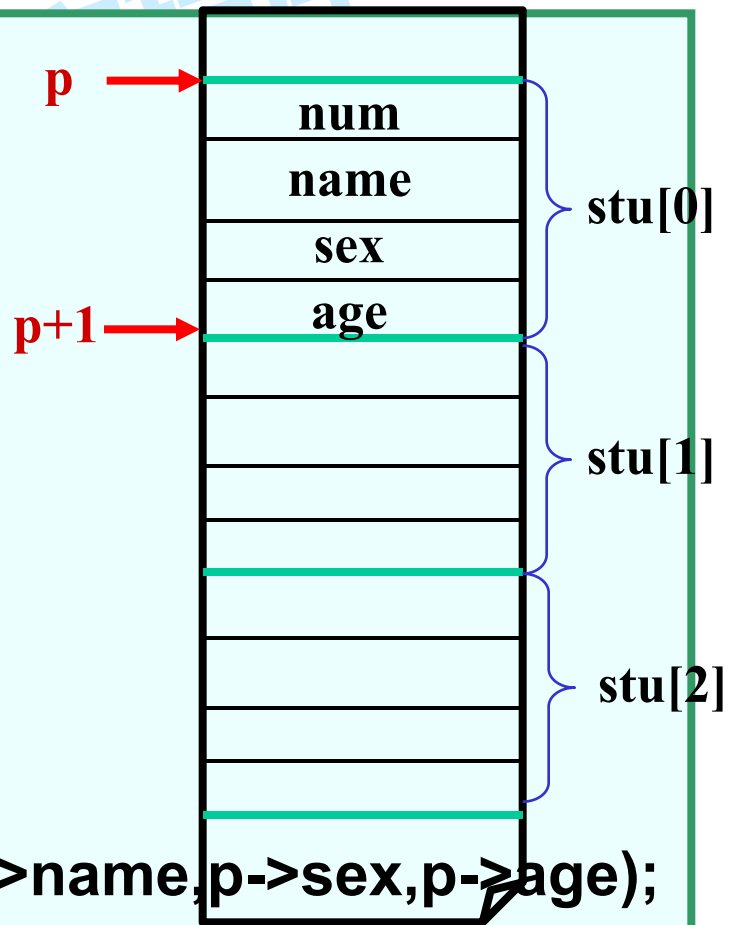 p
num
name
stu[0]
sex
p+1
age
stu[1]
stu[2]
>name,p->sex,p->age);